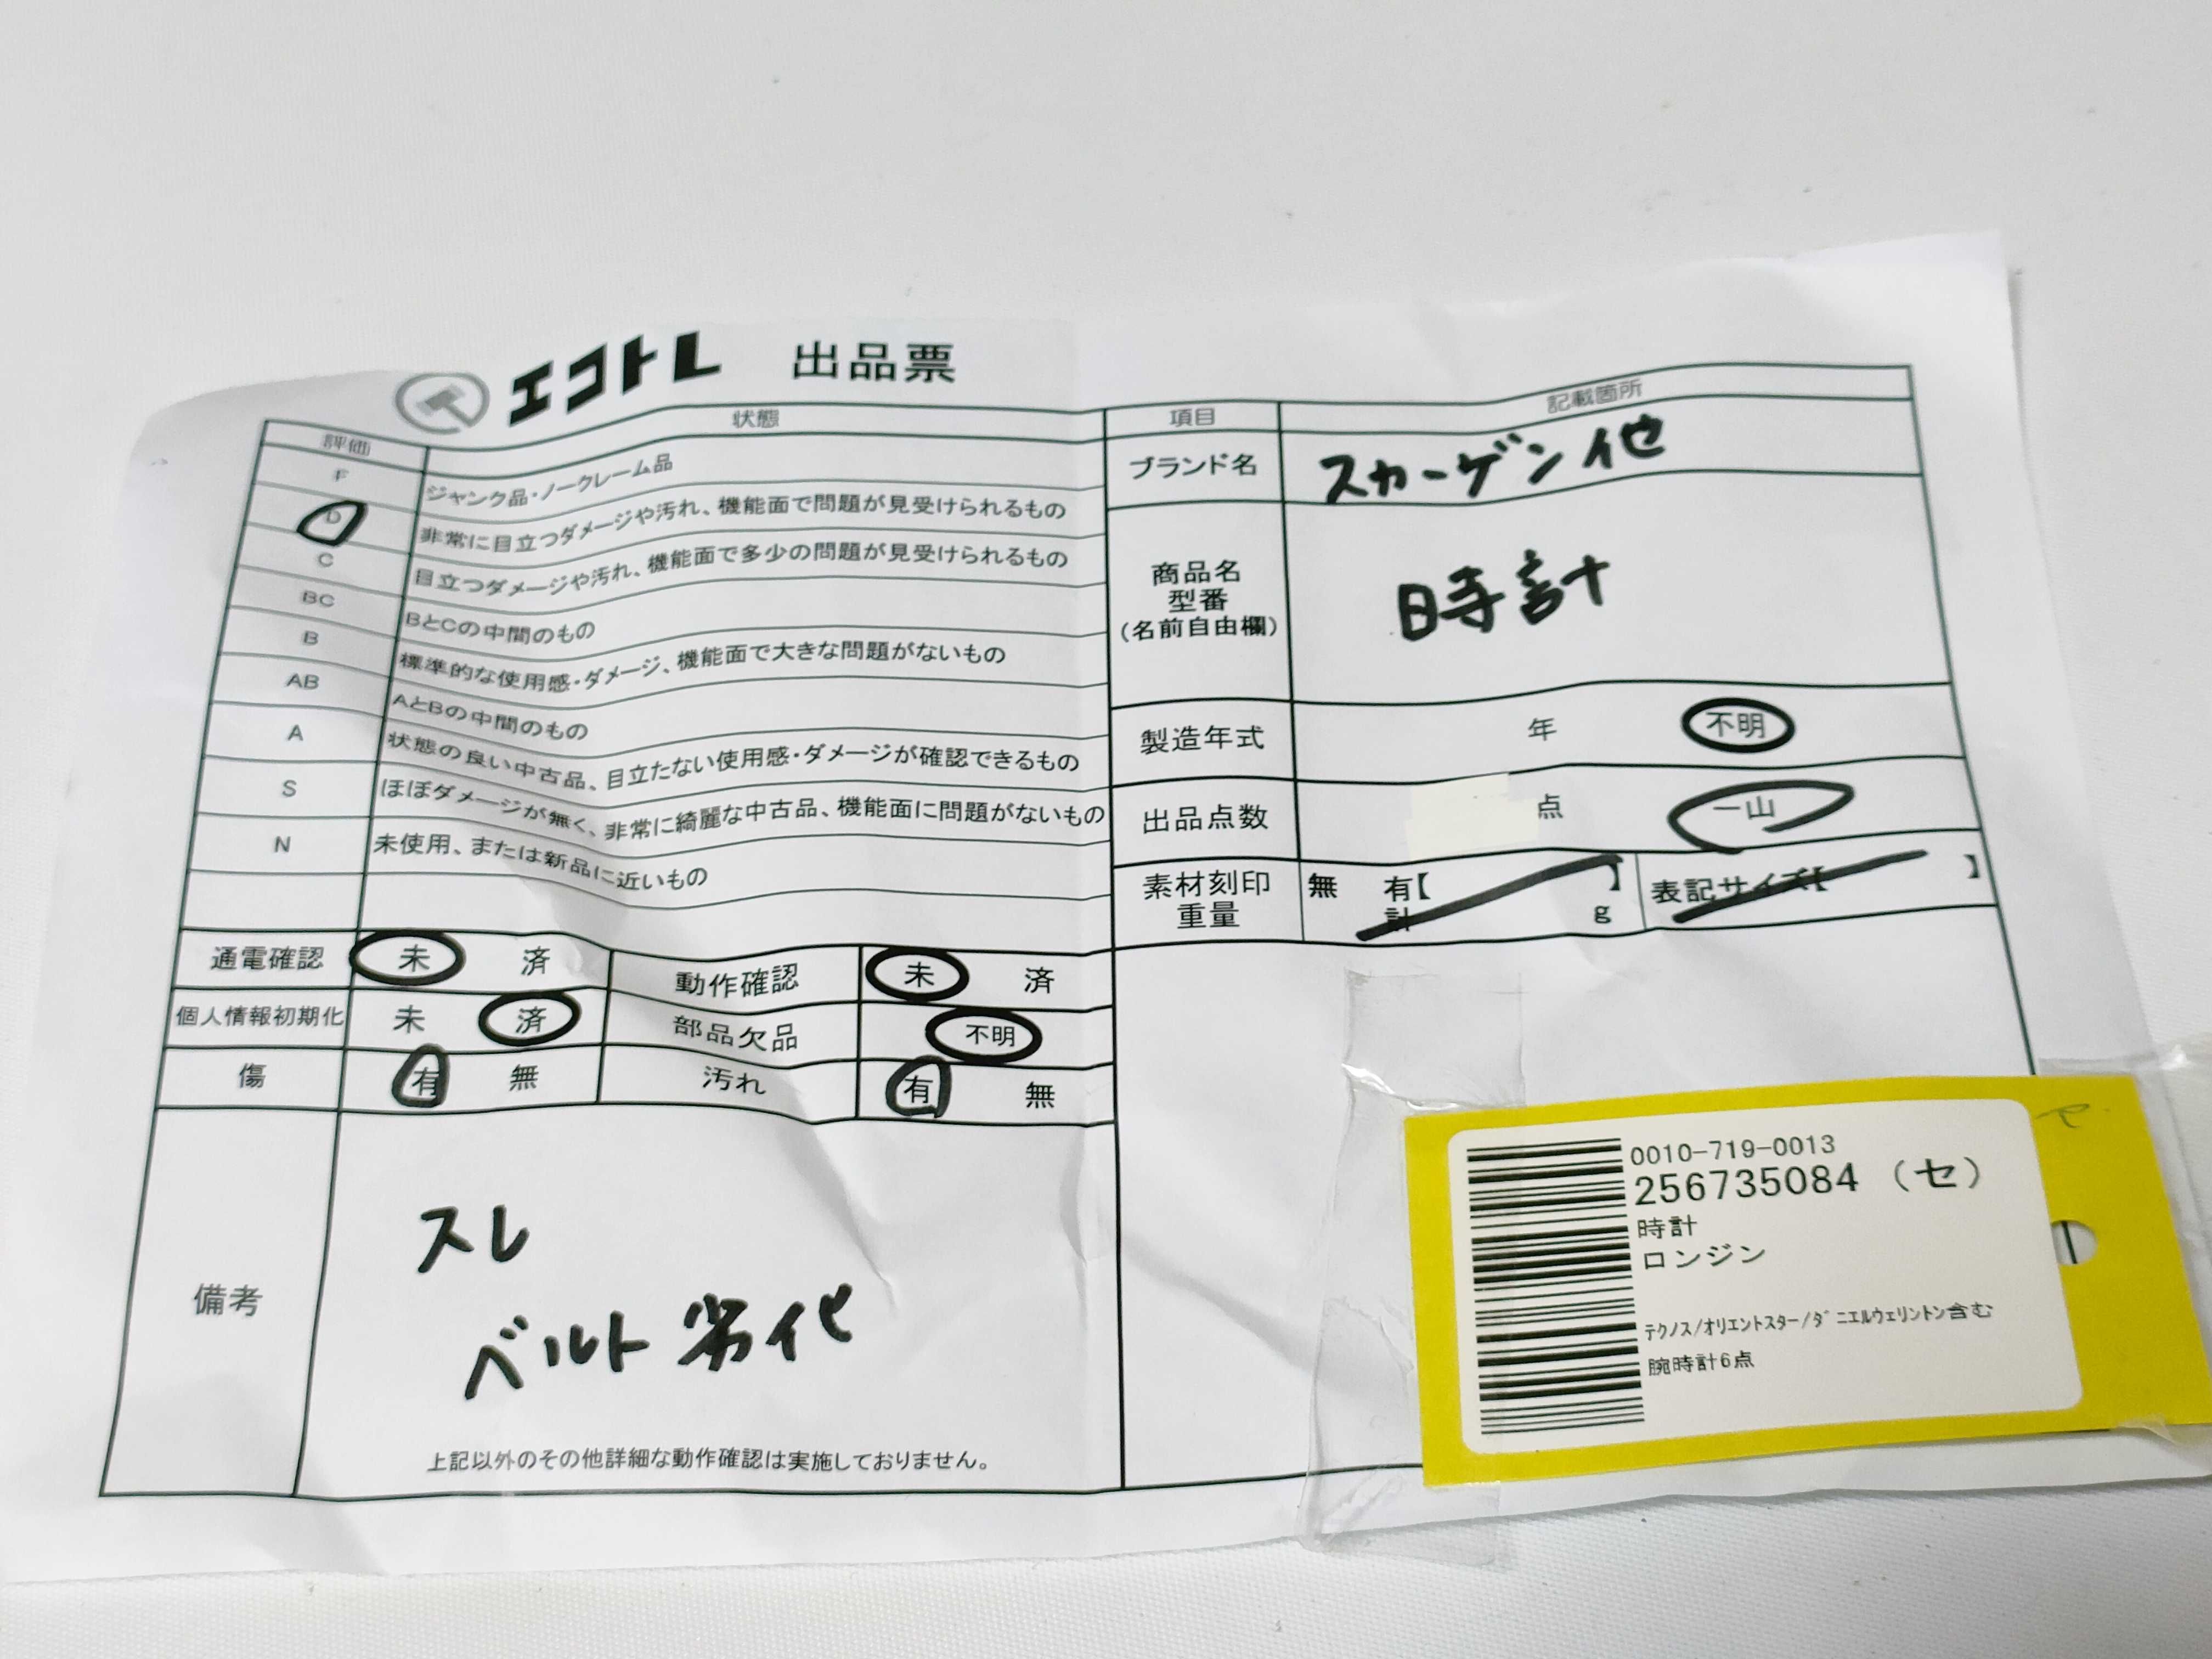 エコトレ 出品票
評価 状態
F ジャンク品・ノークレーム品
D 非常に目立つダメージや汚れ、機能面で問題が見受けられるもの
C 目立つダメージや汚れ、機能面で多少の問題が見受けられるもの
BC BとCの中間のもの
B 標準的な使用感・ダメージ、機能面で大きな問題がないもの
AB AとBの中間のもの
A 状態の良い中古品、目立たない使用感・ダメージが確認できるもの
S ほぼダメージが無く、非常に綺麗な中古品、機能面に問題がないもの
N 未使用、または新品に近いもの
通電確認 未 済 動作確認 未 済
個人情報初期化 未 済 部品欠品 不明
傷 有 無 汚れ 有 無
備考
スレ
ベルト劣化
上記以外のその他詳細な動作確認は実施しておりません。
項目 記載箇所
ブランド名 スカーゲン他
商品名
型番
(名前自由欄)
時計
製造年式 年 不明
出品点数 点 一山
素材刻印 無 有【 】 表記サイズ【 】
重量 計 g
0010-719-0013
256735084 (セ)
時計
ロンジン
ﾃｸﾉｽ/ｵﾘｴﾝﾄｽﾀｰ/ﾀﾞﾆｴﾙｳｪﾘﾝﾄﾝ含む
腕時計6点